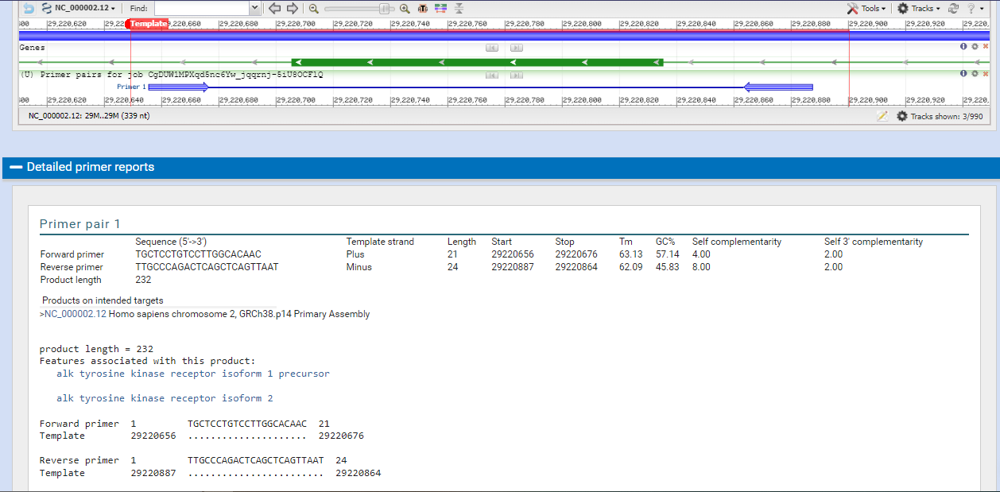 NC_000002.12 Find: Tools Tracks ?
29,220,620 Template 29,220,660 29,220,680 29,220,700 29,220,720 29,220,740 29,220,760 29,220,780 29,220,800 29,220,820 29,220,840 29,220,860 29,220,880 29,220,900 29,220,920
Genes
(U) Primer pairs for job CgDUW1MPXqd5nc6Yw_jqqrnj-5iU8OCFlQ
Primer 1
29,220,620 29,220,640 29,220,660 29,220,680 29,220,700 29,220,720 29,220,740 29,220,760 29,220,780 29,220,800 29,220,820 29,220,840 29,220,860 29,220,880 29,220,900 29,220,920
NC_000002.12: 29M..29M (339 nt) Tracks shown: 3/990
Detailed primer reports
Primer pair 1
Sequence (5'->3') Template strand Length Start Stop Tm GC% Self complementarity Self 3' complementarity
Forward primer TGCTCCTGTCCTTGGCACAAC Plus 21 29220656 29220676 63.13 57.14 4.00 2.00
Reverse primer TTGCCCAGACTCAGCTCAGTTAAT Minus 24 29220887 29220864 62.09 45.83 8.00 2.00
Product length 232
Products on intended targets
>NC_000002.12 Homo sapiens chromosome 2, GRCh38.p14 Primary Assembly
product length = 232
Features associated with this product:
alk tyrosine kinase receptor isoform 1 precursor
alk tyrosine kinase receptor isoform 2
Forward primer 1 TGCTCCTGTCCTTGGCACAAC 21
Template 29220656 ..................... 29220676
Reverse primer 1 TTGCCCAGACTCAGCTCAGTTAAT 24
Template 29220887 ........................ 29220864